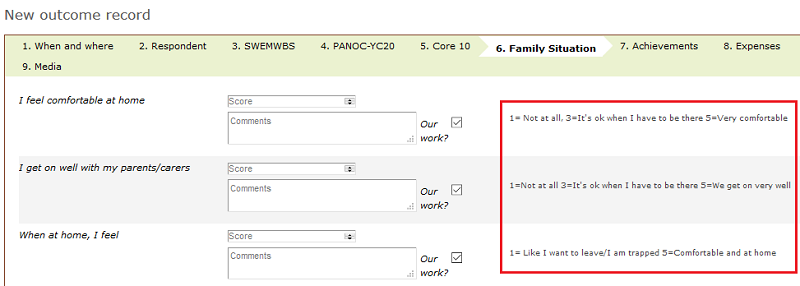 New outcome record
1. When and where 2. Respondent 3. SWEMWBS 4. PANOC-YC20 5. Core 10 6. Family Situation 7. Achievements 8. Expenses
9. Media
I feel comfortable at home Score
Comments Our work? 1= Not at all, 3=It's ok when I have to be there 5=Very comfortable
I get on well with my parents/carers Score
Comments Our work? 1=Not at all 3=It's ok when I have to be there 5=We get on very well
When at home, I feel Score
Comments Our work? 1= Like I want to leave/I am trapped 5=Comfortable and at home